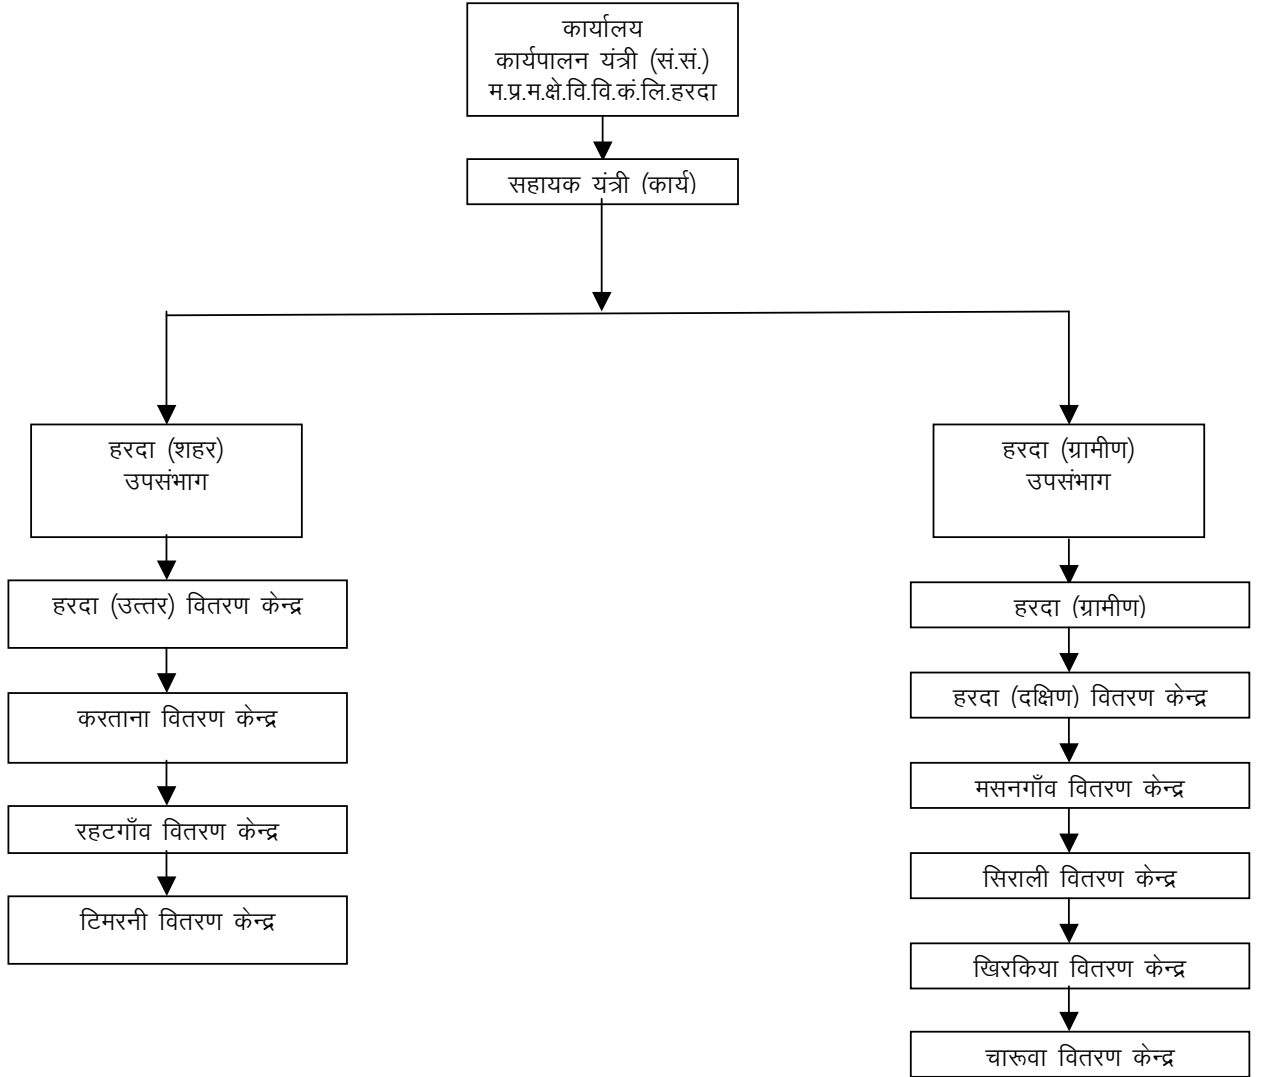 कार्यालय
कार्यपालन यंत्री (सं.सं.)
म.प्र.म.क्षे.वि.वि.कं.लि.हरदा
सहायक यंत्री (कार्य)
हरदा (शहर)
उपसंभाग
हरदा (उत्तर) वितरण केन्द्र
करताना वितरण केन्द्र
रहटगाँव वितरण केन्द्र
टिमरनी वितरण केन्द्र
हरदा (ग्रामीण)
उपसंभाग
हरदा (ग्रामीण)
हरदा (दक्षिण) वितरण केन्द्र
मसनगाँव वितरण केन्द्र
सिराली वितरण केन्द्र
खिरकिया वितरण केन्द्र
चारूवा वितरण केन्द्र